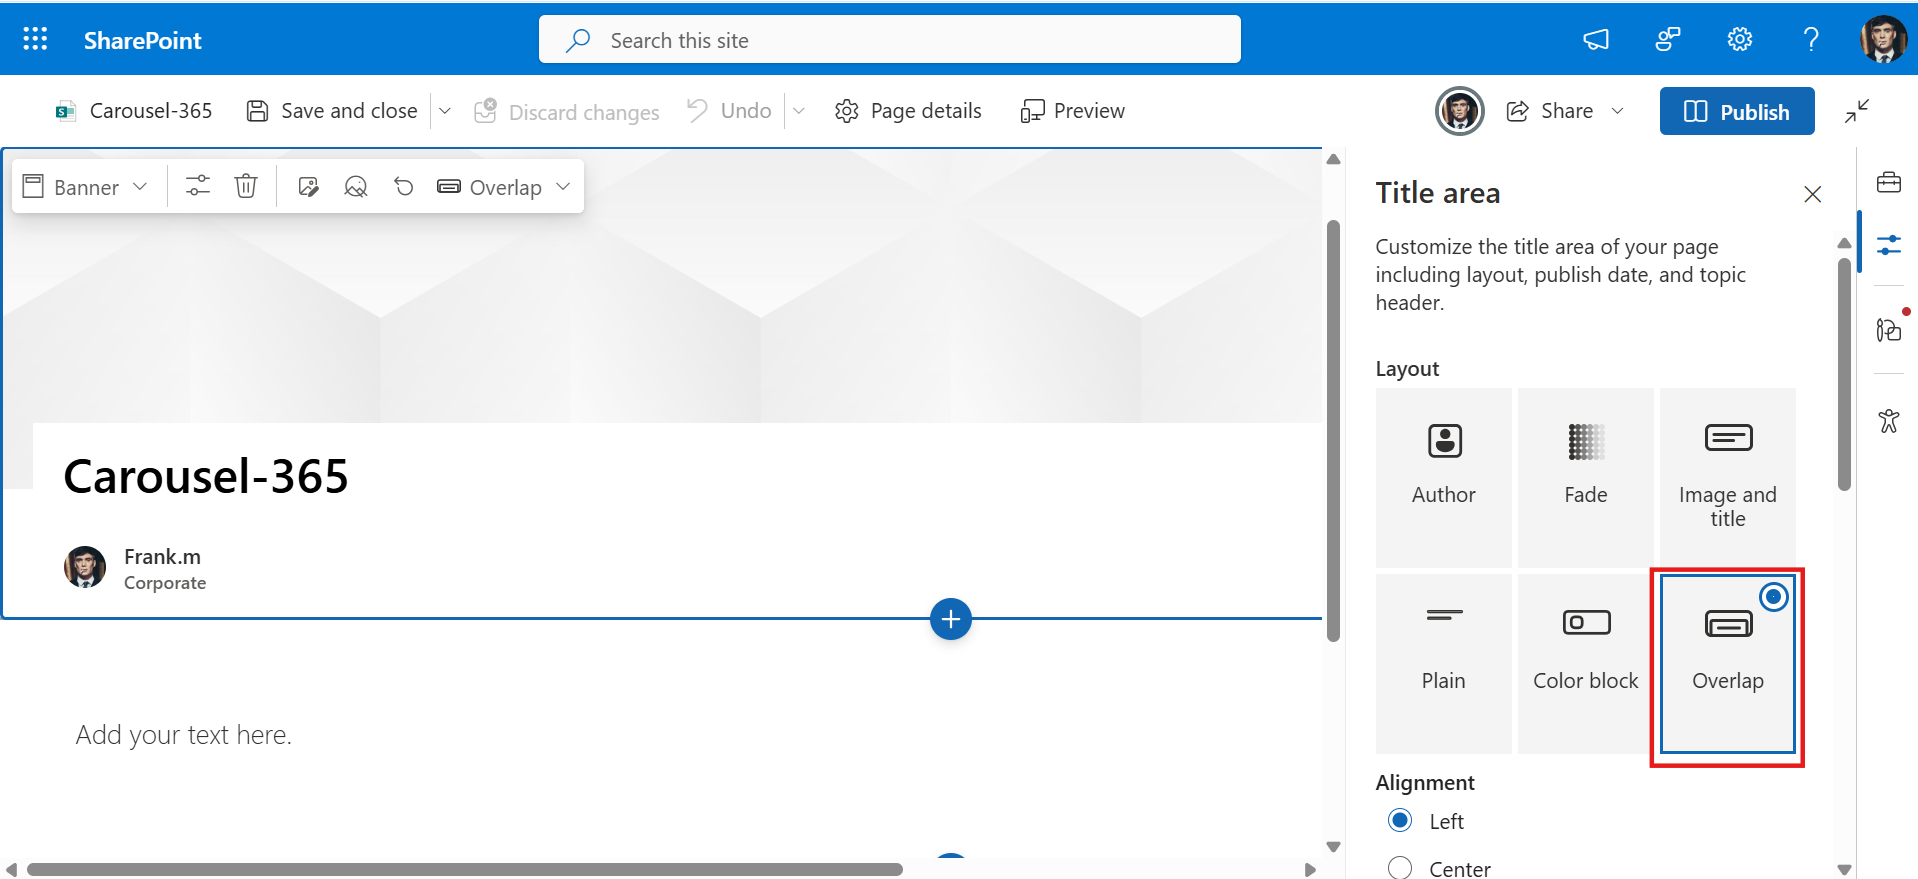 SharePoint
Search this site
Carousel-365
Save and close
Discard changes
Undo
Page details
Preview
Share
Publish
Banner
Overlap
Carousel-365
Frank.m
Corporate
Add your text here.
Title area
Customize the title area of your page
including layout, publish date, and topic
header.
Layout
Author
Fade
Image and
title
Plain
Color block
Overlap
Alignment
Left
Center